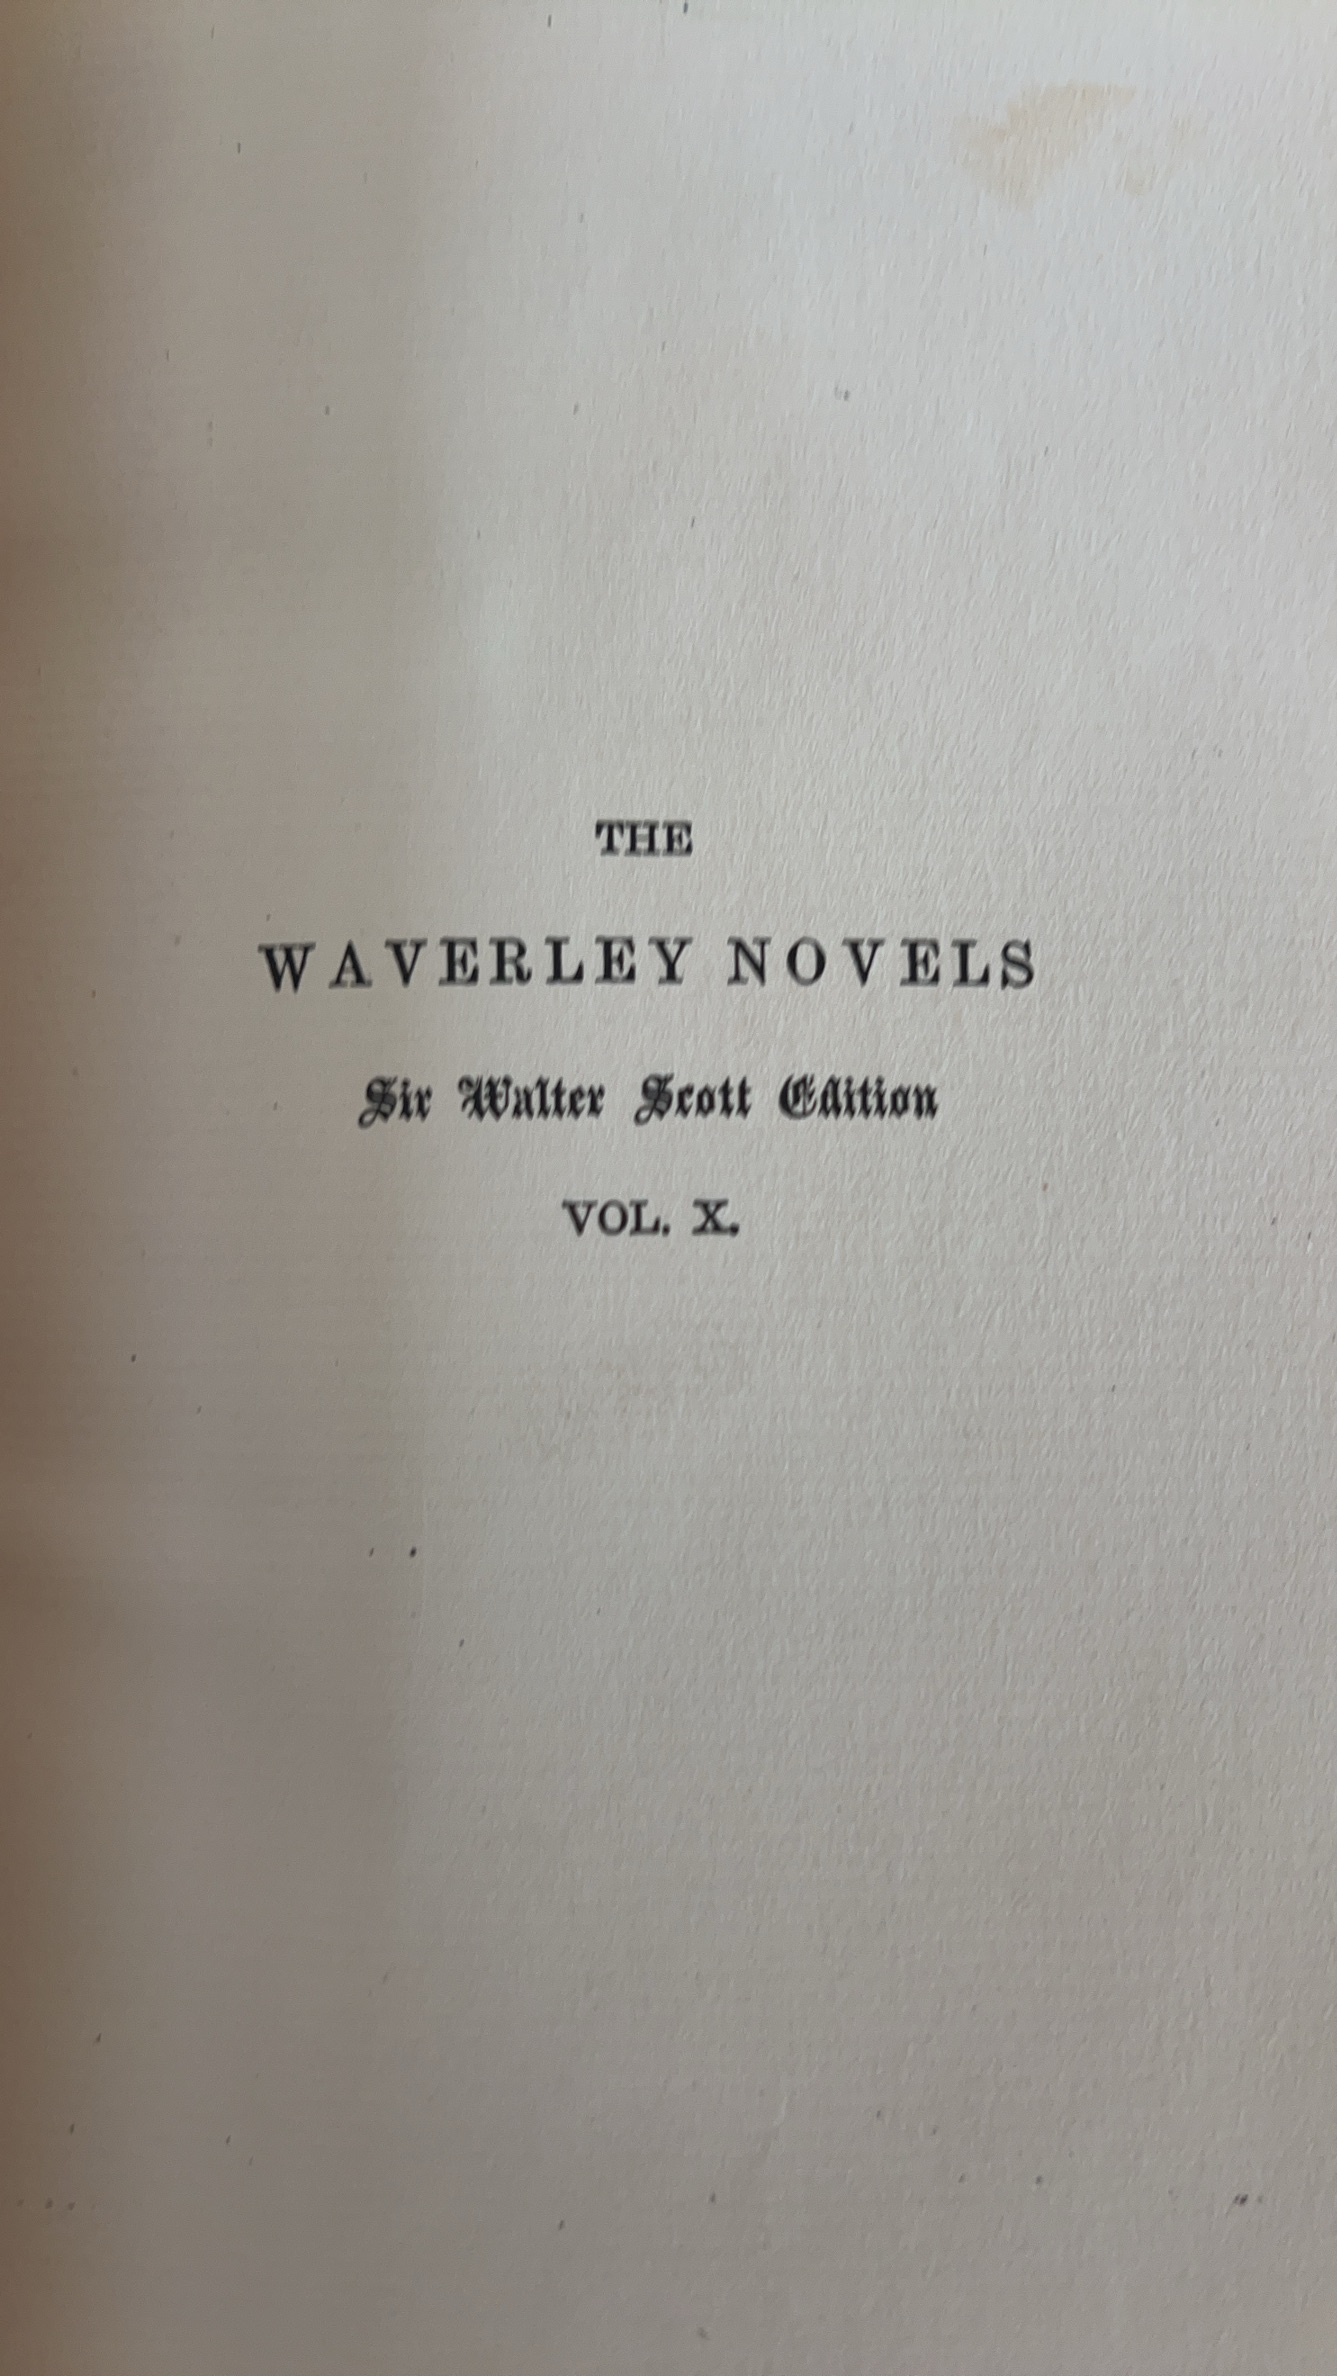 THE
WAVERLEY NOVELS
Sir Walter Scott Edition
VOL. X.